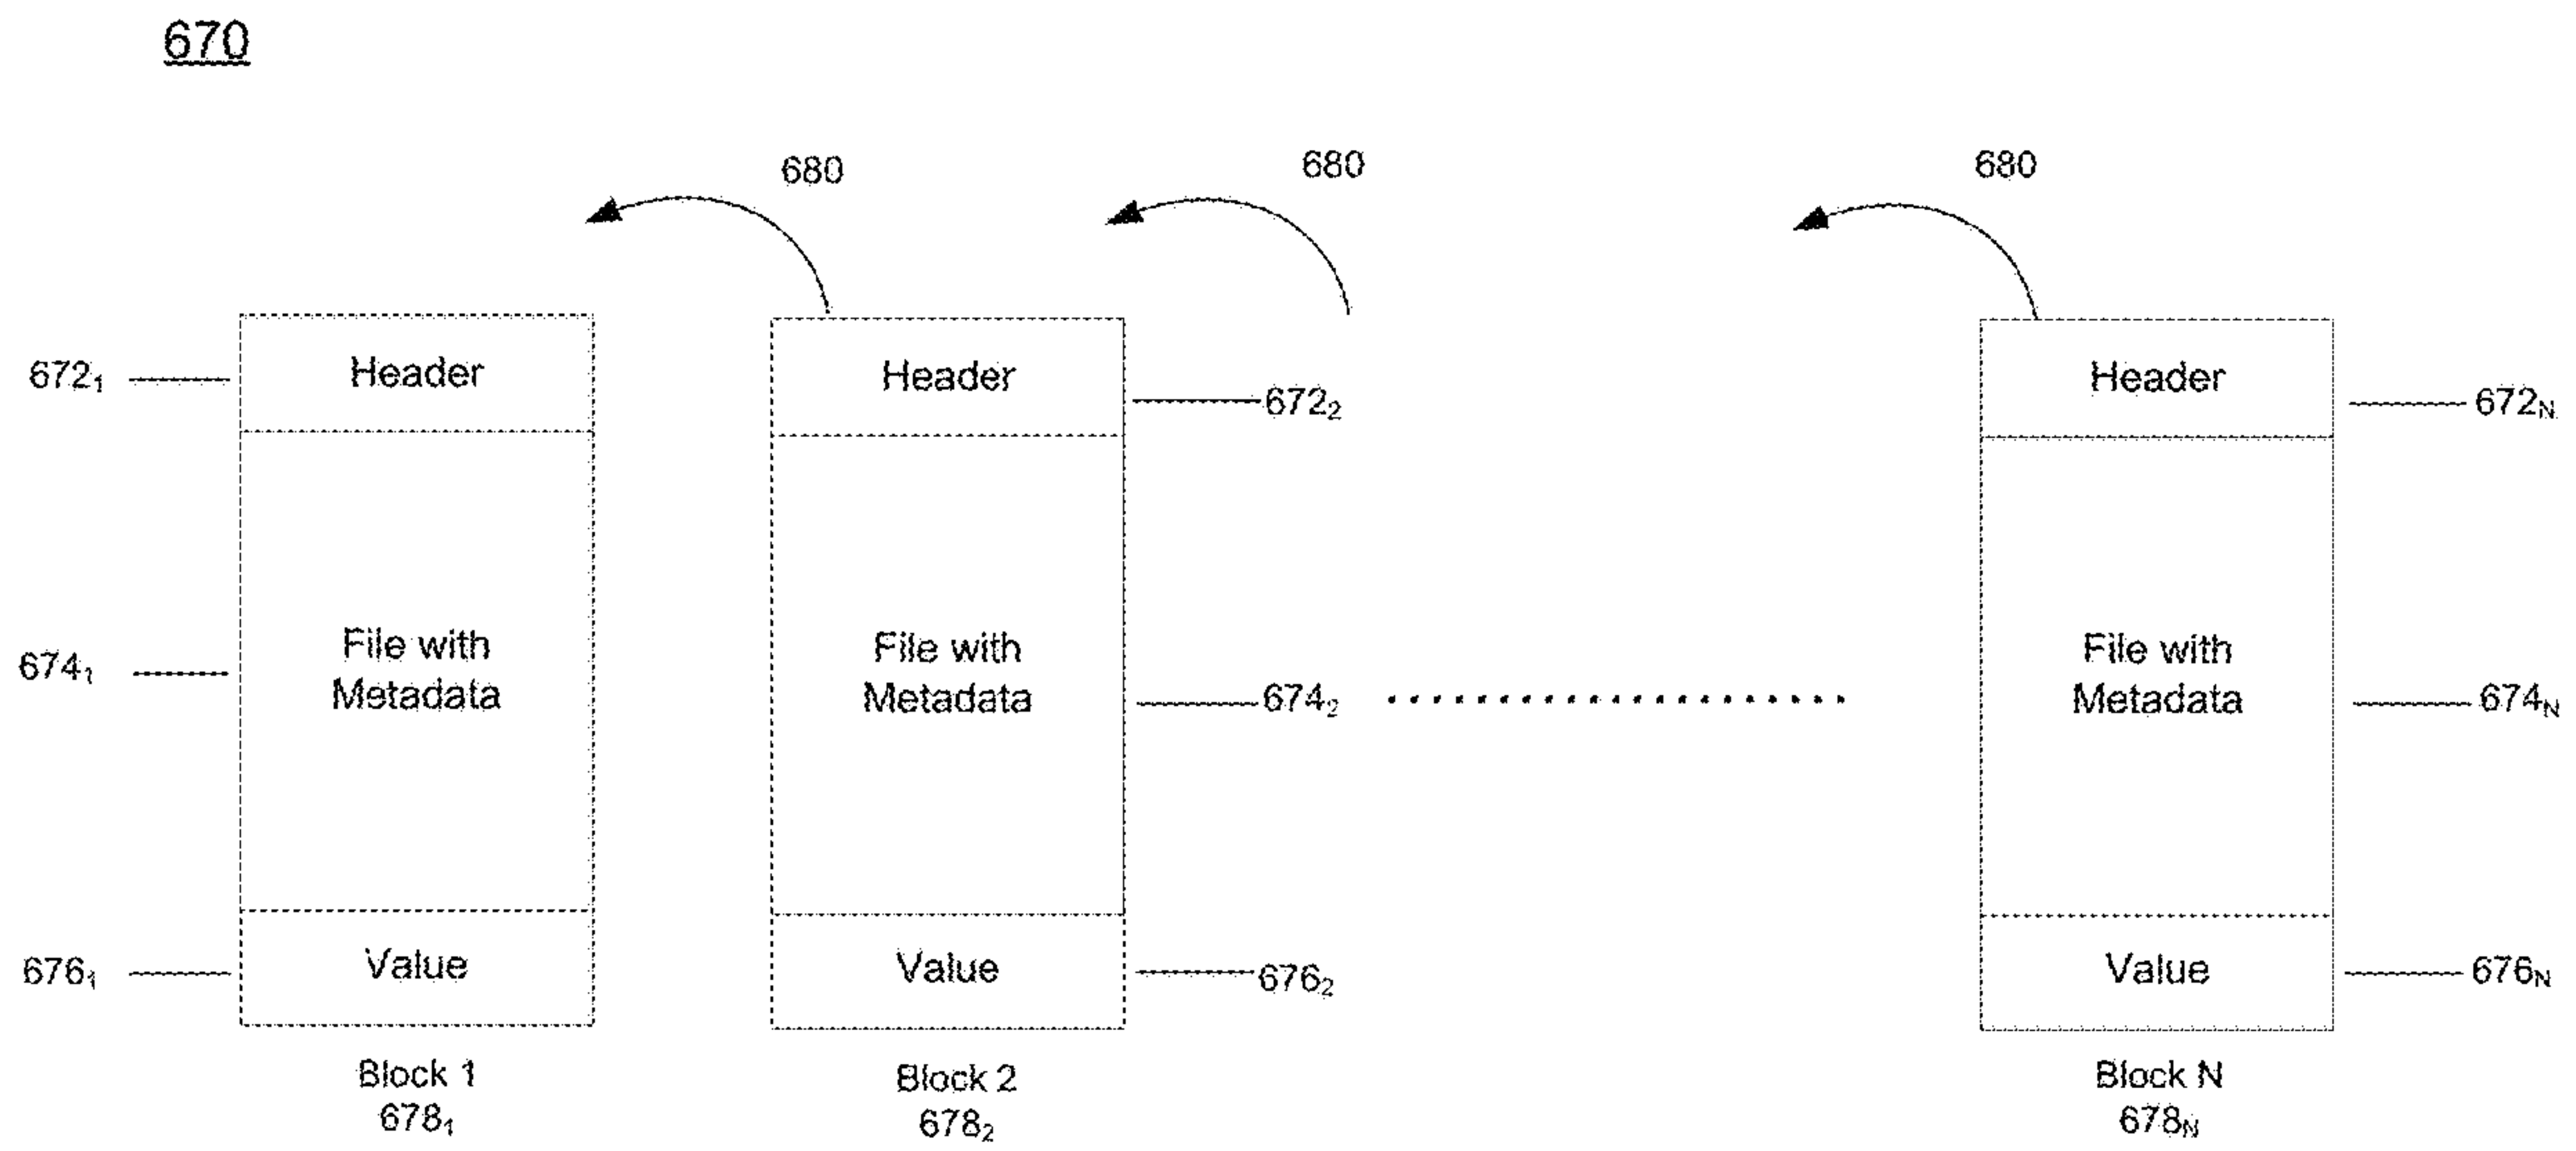 670
680
680
680
Header
Header
Header
672₁
672₂
672N
File with
Metadata
File with
Metadata
File with
Metadata
674₁
674₂
674N
Value
Value
Value
676₁
676₂
676N
Block 1
678₁
Block 2
678₂
Block N
678N